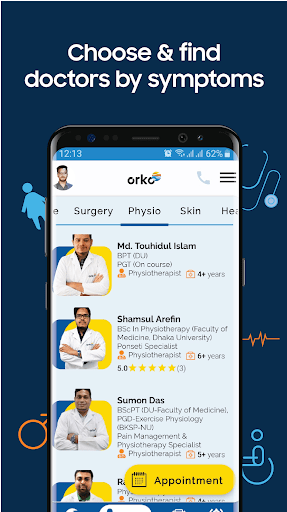 Choose & find
doctors by symptoms
12:13
62%
orko
e Surgery Physio Skin Hea
Md. Touhidul Islam
BPT (DU)
PGT (On course)
Physiotherapist 4+ years
Shamsul Arefin
BSc In Physiotherapy (Faculty of
Medicine, Dhaka University)
Ponseti Specialist
Physiotherapist 6+ years
5.0 ★★★★★ (3)
Sumon Das
BScPT (DU-Faculty of Medicine),
PGD-Exercise Physiology
(BKSP-NU)
Pain Management &
Physiotherapy Specialist
Physiotherapist 5+ years
Ra
Appointment